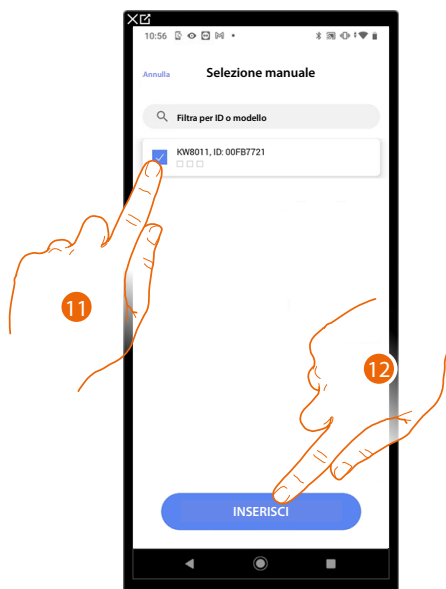 10:56
Annulla
Selezione manuale
Filtra per ID o modello
KW8011, ID: 00FB7721
11
12
INSERISCI